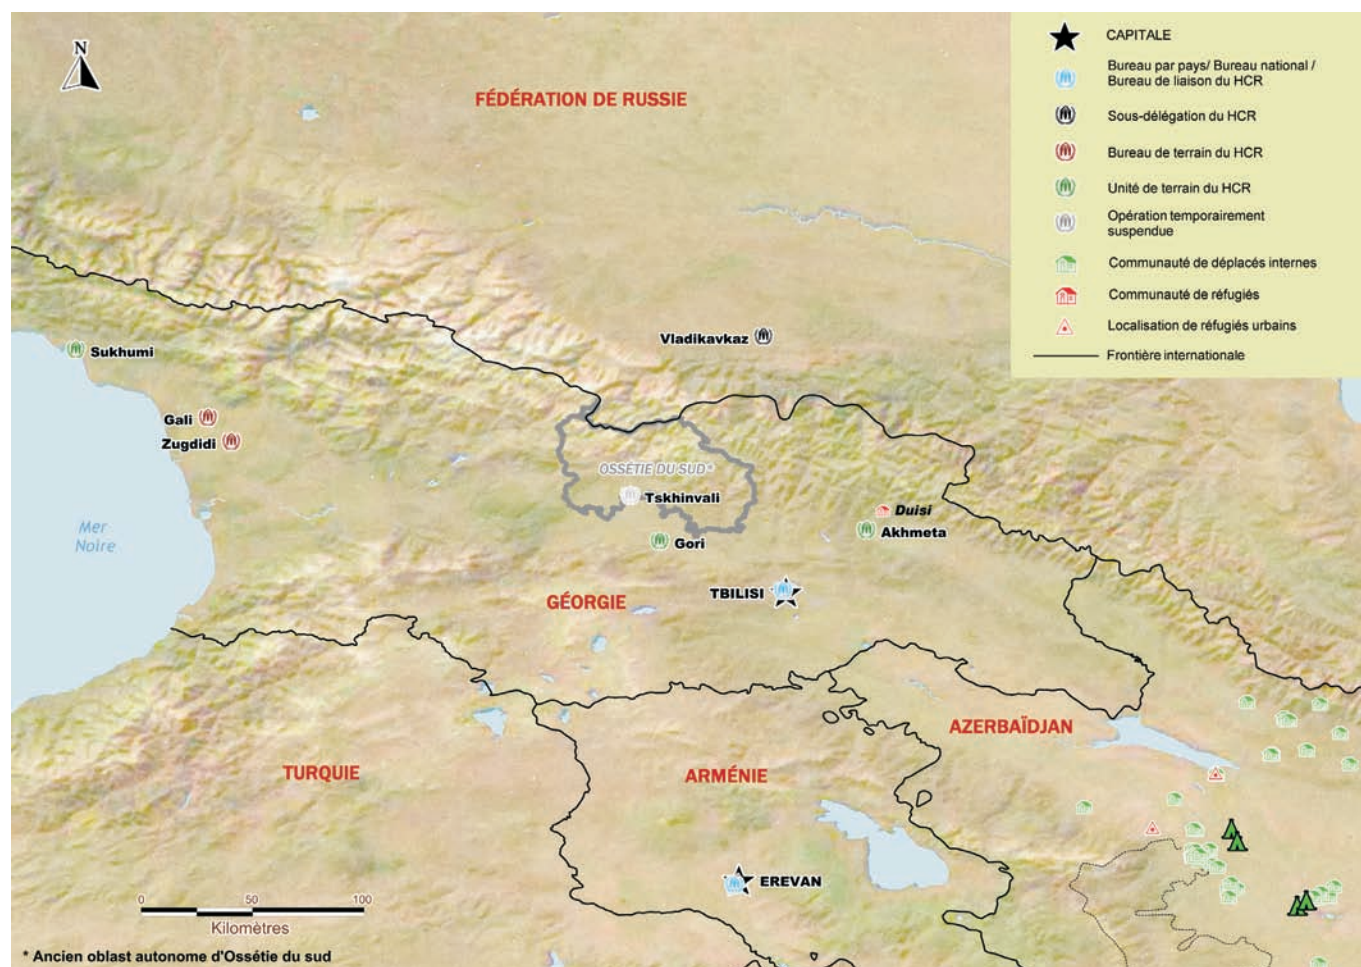 N
FÉDÉRATION DE RUSSIE
CAPITALE
Bureau par pays/ Bureau national /
Bureau de liaison du HCR
Sous-délégation du HCR
Bureau de terrain du HCR
Unité de terrain du HCR
Opération temporairement
suspendue
Communauté de déplacés internes
Communauté de réfugiés
Localisation de réfugiés urbains
Frontière internationale
Vladikavkaz
Sukhumi
Gali
Zugdidi
OSSÉTIE DU SUD*
Tskhinvali
Duisi
Akhmeta
Gori
Mer
Noire
TBILISI
GÉORGIE
AZERBAÏDJAN
TURQUIE
ARMÉNIE
EREVAN
0 50 100
Kilomètres
* Ancien oblast autonome d'Ossétie du sud